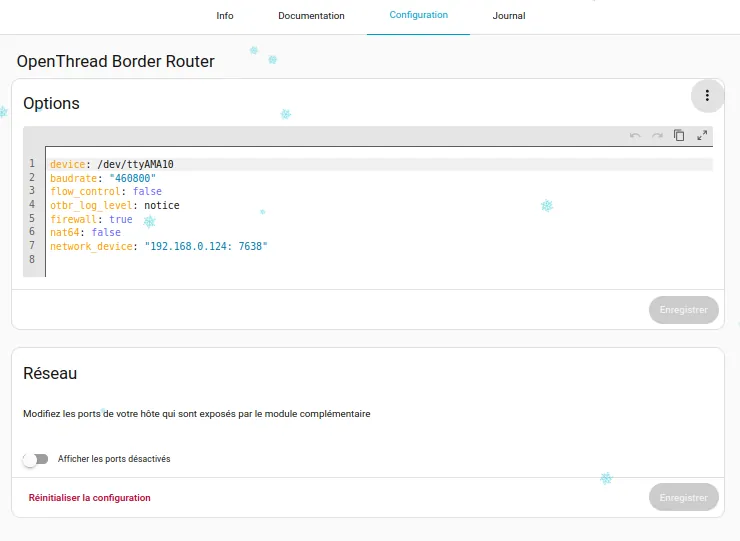 Info Documentation Configuration Journal
OpenThread Border Router
Options
1 device: /dev/ttyAMA10
2 baudrate: "460800"
3 flow_control: false
4 otbr_log_level: notice
5 firewall: true
6 nat64: false
7 network_device: "192.168.0.124: 7638"
8
Enregistrer
Réseau
Modifiez les ports de votre hôte qui sont exposés par le module complémentaire
Afficher les ports désactivés
Réinitialiser la configuration Enregistrer